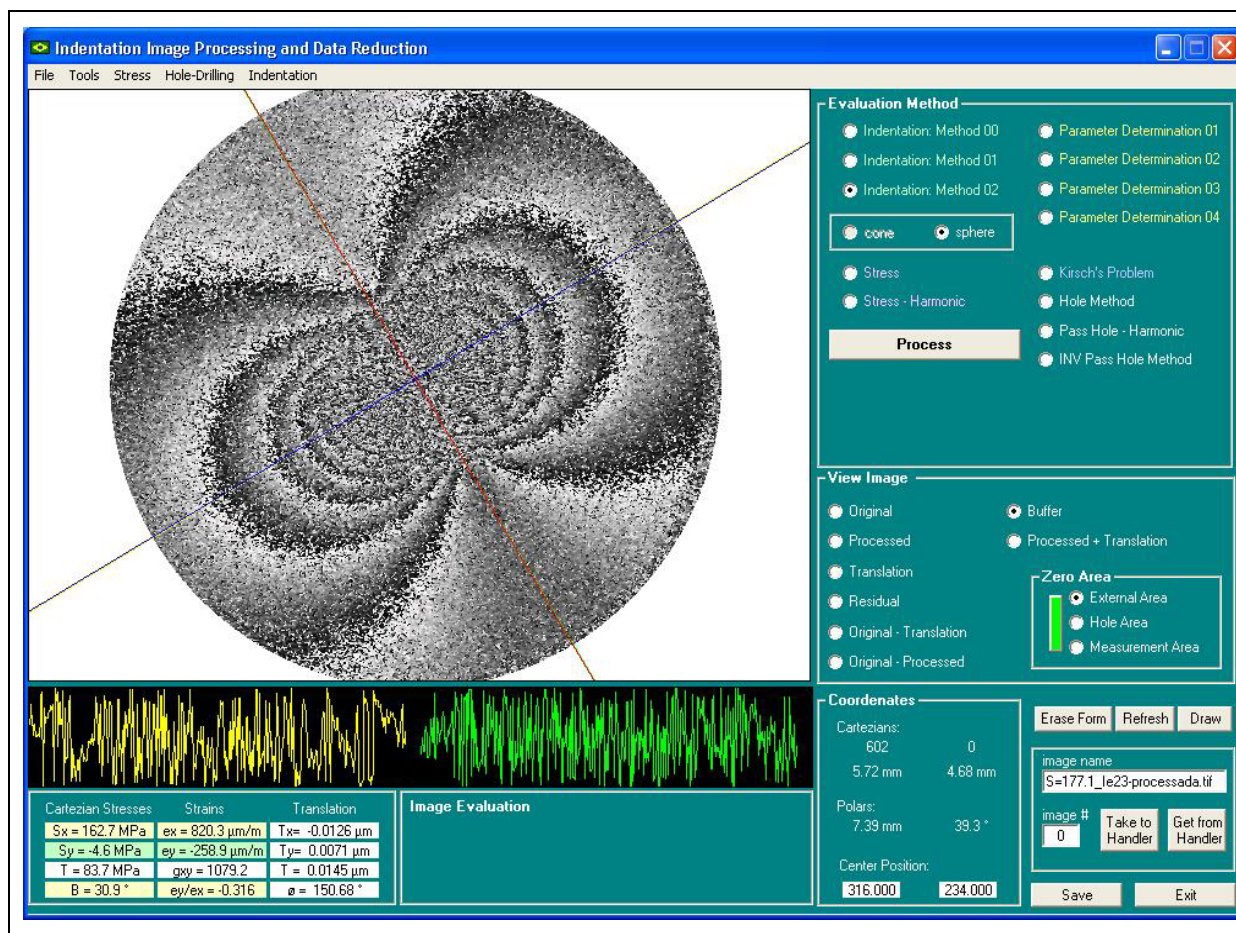 Indentation Image Processing and Data Reduction
File Tools Stress Hole-Drilling Indentation
Evaluation Method
Indentation: Method 00
Parameter Determination 01
Indentation: Method 01
Parameter Determination 02
Indentation: Method 02
Parameter Determination 03
Parameter Determination 04
cone sphere
Stress
Kirsch's Problem
Stress - Harmonic
Hole Method
Pass Hole - Harmonic
Process
INV Pass Hole Method
View Image
Original
Buffer
Processed
Processed + Translation
Translation
Residual
Original - Translation
Original - Processed
Zero Area
External Area
Hole Area
Measurement Area
Coordenates
Cartezians:
602 0
5.72 mm 4.68 mm
Polars:
7.39 mm 39.3 °
Center Position:
316.000 234.000
Erase Form Refresh Draw
image name
S=177.1_le23-processada.tif
image #
0
Take to Handler
Get from Handler
Save Exit
Cartezian Stresses Strains Translation
Sx = 162.7 MPa ex = 820.3 µm/m Tx= -0.0126 µm
Sy = -4.6 MPa ey = -258.9 µm/m Ty= 0.0071 µm
T = 83.7 MPa gxy = 1079.2 T = 0.0145 µm
B = 30.9 ° ey/ex = -0.316 ø = 150.68 °
Image Evaluation